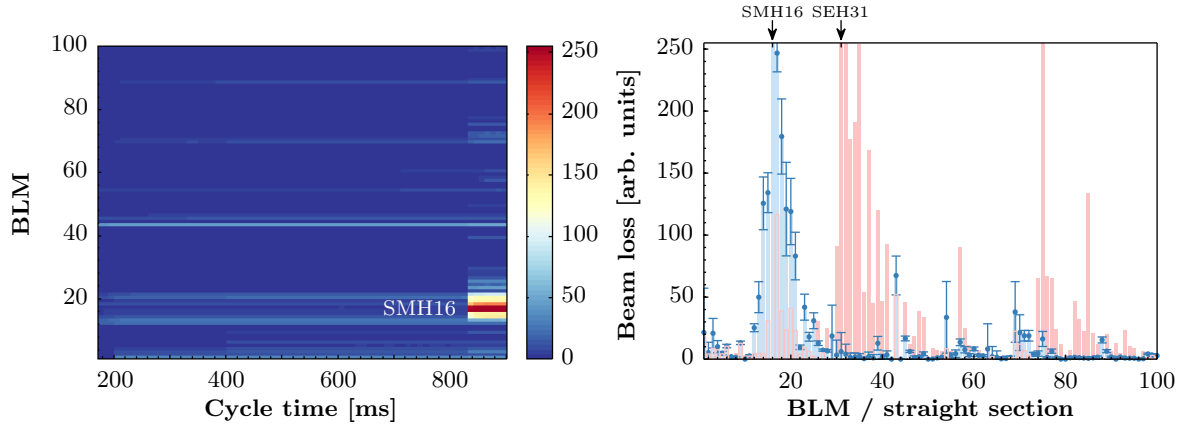 SMH16 SEH31
100
80
60
40
20
BLM
SMH16
200 400 600 800
Cycle time [ms]
250
200
150
100
50
0
250
200
150
100
50
0
Beam loss [arb. units]
20 40 60 80 100
BLM / straight section